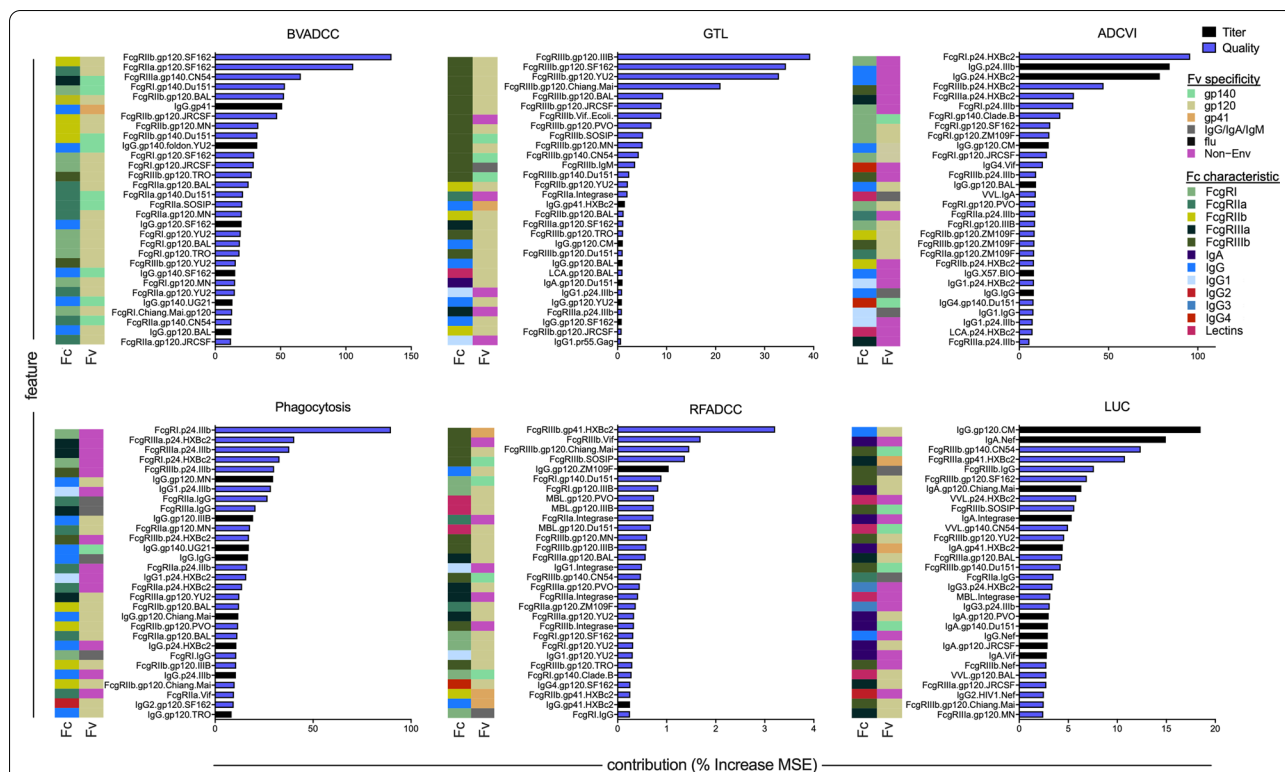 BVADCC
FcgRIIb.gp120.SF162
FcgRIIa.gp120.SF162
FcgRIIIa.gp140.CN54
FcgRI.gp140.Du151
FcgRIIb.gp120.BAL
IgG.gp41
FcgRIIb.gp120.JRCSF
FcgRIIb.gp120.MN
FcgRIIb.gp140.Du151
IgG.gp140.foldon.YU2
FcgRI.gp120.SF162
FcgRI.gp120.JRCSF
FcgRIIIb.gp120.TRO
FcgRIIa.gp120.BAL
FcgRIIa.gp140.Du151
FcgRIIa.SOSIP
FcgRIIa.gp120.MN
IgG.gp120.SF162
FcgRI.gp120.YU2
FcgRI.gp120.BAL
FcgRI.gp120.TRO
FcgRIIIb.gp120.YU2
IgG.gp140.SF162
FcgRI.gp120.MN
FcgRIIa.gp120.YU2
IgG.gp140.UG21
FcgRI.Chiang.Mai.gp120
FcgRIIa.gp140.CN54
IgG.gp120.BAL
FcgRIIa.gp120.JRCSF
0 50 100 150
Fc Fv
GTL
FcgRIIIb.gp120.IIIB
FcgRIIIb.gp120.SF162
FcgRIIIb.gp120.YU2
FcgRIIIb.gp120.Chiang.Mai
FcgRIIIb.gp120.BAL
FcgRIIIb.gp120.JRCSF
FcgRIIIb.Vif.Ecoli.
FcgRIIIb.gp120.PVO
FcgRIIIb.SOSIP
FcgRIIIb.gp120.MN
FcgRIIIb.gp140.CN54
FcgRIIIb.IgM
FcgRIIIb.gp140.Du151
FcgRIIb.gp120.YU2
FcgRIIa.Integrase
IgG.gp41.HXBc2
FcgRIIb.gp120.BAL
FcgRIIIa.gp120.SF162
FcgRIIIb.gp120.TRO
IgG.gp120.CM
FcgRIIIb.gp120.Du151
IgG.gp120.BAL
LCA.gp120.BAL
IgA.gp120.Du151
IgG1.p24.IIIb
IgG.gp120.YU2
FcgRIIIa.p24.IIIb
IgG.gp120.SF162
FcgRIIb.gp120.JRCSF
IgG1.pr55.Gag
0 10 20 30 40
Fc Fv
ADCVI
FcgRI.p24.HXBc2
IgG.p24.IIIb
IgG.p24.HXBc2
FcgRIIIb.p24.HXBc2
FcgRIIIa.p24.HXBc2
FcgRI.p24.IIIb
FcgRI.gp140.Clade.B
FcgRI.gp120.SF162
FcgRI.gp120.ZM109F
IgG.gp120.CM
FcgRI.gp120.JRCSF
IgG4.Vif
FcgRIIIb.p24.IIIb
IgG.gp120.BAL
VVL.IgA
FcgRI.gp120.PVO
FcgRIIa.p24.IIIb
FcgRI.gp120.IIIB
FcgRIIb.gp120.ZM109F
FcgRIIIb.gp120.ZM109F
FcgRIIa.gp120.ZM109F
FcgRIIb.p24.HXBc2
IgG.X57.BIO
IgG1.p24.HXBc2
IgG.IgG
IgG4.gp140.Du151
IgG1.IgG
IgG1.p24.IIIb
LCA.p24.HXBc2
FcgRIIIa.p24.IIIb
0 50 100
Fc Fv
Titer
Quality
Fv specificity
gp140
gp120
gp41
IgG/IgA/IgM
flu
Non-Env
Fc characteristic
FcgRI
FcgRIIa
FcgRIIb
FcgRIIIa
FcgRIIIb
IgA
IgG
IgG1
IgG2
IgG3
IgG4
Lectins
feature
Phagocytosis
FcgRI.p24.IIIb
FcgRIIIa.p24.HXBc2
FcgRIIIa.p24.IIIb
FcgRI.p24.HXBc2
FcgRIIIb.p24.IIIb
IgG.gp120.MN
IgG1.p24.IIIb
FcgRIIa.IgG
FcgRIIIa.IgG
IgG.gp120.IIIB
FcgRIIa.gp120.MN
FcgRIIIb.p24.HXBc2
IgG.gp140.UG21
IgG.IgG
FcgRIIa.p24.IIIb
IgG1.p24.HXBc2
FcgRIIa.p24.HXBc2
FcgRIIIa.gp120.YU2
FcgRIIb.gp120.BAL
IgG.gp120.Chiang.Mai
FcgRIIb.gp120.PVO
FcgRIIa.gp120.BAL
IgG.p24.HXBc2
FcgRI.IgG
FcgRIIb.gp120.IIIB
IgG.p24.IIIb
FcgRIIb.gp120.Chiang.Mai
FcgRIIa.Vif
IgG2.gp120.SF162
IgG.gp120.TRO
0 50 100
Fc Fv
RFADCC
FcgRIIIb.gp41.HXBc2
FcgRIIIb.Vif
FcgRIIIb.gp120.Chiang.Mai
FcgRIIIb.SOSIP
IgG.gp120.ZM109F
FcgRI.gp140.Du151
FcgRI.gp120.IIIB
MBL.gp120.PVO
MBL.gp120.IIIB
FcgRIIa.Integrase
MBL.gp120.Du151
FcgRIIIb.gp120.MN
FcgRIIIb.gp120.IIIB
FcgRIIIa.gp120.BAL
IgG1.Integrase
FcgRIIIb.gp140.CN54
FcgRIIIa.gp120.PVO
FcgRIIIa.Integrase
FcgRIIa.gp120.ZM109F
FcgRIIIa.gp120.YU2
FcgRIIIb.Integrase
FcgRI.gp120.SF162
FcgRI.gp120.YU2
IgG1.gp120.YU2
FcgRIIIb.gp120.TRO
FcgRI.gp140.Clade.B
IgG4.gp120.SF162
FcgRIIb.gp41.HXBc2
IgG.gp41.HXBc2
FcgRI.IgG
0 1 2 3 4
Fc Fv
LUC
IgG.gp120.CM
IgA.Nef
FcgRIIIb.gp140.CN54
FcgRIIIa.gp41.HXBc2
FcgRIIIb.IgG
FcgRIIIb.gp120.SF162
IgA.gp120.Chiang.Mai
VVL.p24.HXBc2
FcgRIIIb.SOSIP
IgA.Integrase
VVL.gp140.CN54
FcgRIIIb.gp120.YU2
IgA.gp41.HXBc2
FcgRIIIa.gp120.BAL
FcgRIIIb.gp140.Du151
FcgRIIa.IgG
IgG3.p24.HXBc2
MBL.Integrase
IgG3.p24.IIIb
IgA.gp120.PVO
IgA.gp140.Du151
IgG.Nef
IgA.gp120.JRCSF
IgA.Vif
FcgRIIIb.Nef
VVL.gp120.BAL
FcgRIIIa.gp120.JRCSF
IgG2.HIV1.Nef
FcgRIIIb.gp120.Chiang.Mai
FcgRIIIa.gp120.MN
0 5 10 15 20
Fc Fv
contribution (% Increase MSE)